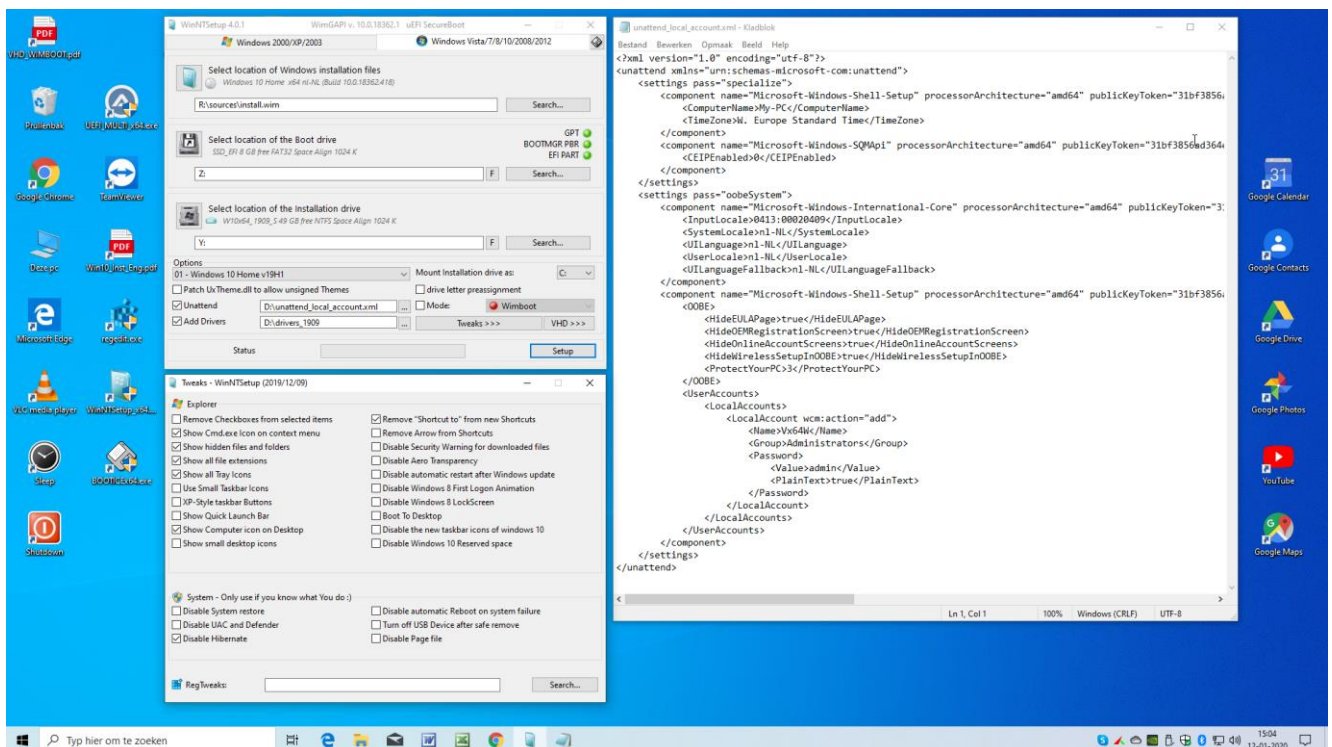 PDF
VHD_WIMBOOT.pdf
Prullenbak
UEFI_MULTI_x64.exe
Google Chrome
TeamViewer
Deze pc
PDF
Win10_Inst_Eng.pdf
Microsoft Edge
regedit.exe
VLC media player
WinNTSetup_x64...
Sleep
BOOTICEx64.exe
Shutdown
WinNTSetup 4.0.1
WimGAPI v. 10.0.18362.1
uEFI SecureBoot
Windows 2000/XP/2003
Windows Vista/7/8/10/2008/2012
Select location of Windows installation files
Windows 10 Home x64 nl-NL (Build 10.0.18362.418)
R:\sources\install.wim
Search...
Select location of the Boot drive
SSD_EFI 8 GB free FAT32 Space Align 1024 K
GPT
BOOTMGR PBR
EFI PART
Z:
F
Search...
Select location of the Installation drive
W10x64_1909_S 49 GB free NTFS Space Align 1024 K
Y:
F
Search...
Options
01 - Windows 10 Home v19H1
Mount Installation drive as:
C:
Patch UxTheme.dll to allow unsigned Themes
drive letter preassignment
Unattend
D:\unattend_local_account.xml
...
Mode:
Wimboot
Add Drivers
D:\drivers_1909
...
Tweaks >>>
VHD >>>
Status
Setup
Tweaks - WinNTSetup (2019/12/09)
Explorer
Remove Checkboxes from selected items
Show Cmd.exe Icon on context menu
Show hidden files and folders
Show all file extensions
Show all Tray Icons
Use Small Taskbar Icons
XP-Style taskbar Buttons
Show Quick Launch Bar
Show Computer icon on Desktop
Show small desktop icons
Remove "Shortcut to" from new Shortcuts
Remove Arrow from Shortcuts
Disable Security Warning for downloaded files
Disable Aero Transparency
Disable automatic restart after Windows update
Disable Windows 8 First Logon Animation
Disable Windows 8 LockScreen
Boot To Desktop
Disable the new taskbar icons of windows 10
Disable Windows 10 Reserved space
System - Only use if you know what You do :)
Disable System restore
Disable UAC and Defender
Disable Hibernate
Disable automatic Reboot on system failure
Turn off USB Device after safe remove
Disable Page file
RegTweaks:
Search...
unattend_local_account.xml - Kladblok
Bestand Bewerken Opmaak Beeld Help
<?xml version="1.0" encoding="utf-8"?>
<unattend xmlns="urn:schemas-microsoft-com:unattend">
<settings pass="specialize">
<component name="Microsoft-Windows-Shell-Setup" processorArchitecture="amd64" publicKeyToken="31bf3856
<ComputerName>My-PC</ComputerName>
<TimeZone>W. Europe Standard Time</TimeZone>
</component>
<component name="Microsoft-Windows-SQMApi" processorArchitecture="amd64" publicKeyToken="31bf3856ad364
<CEIPEnabled>0</CEIPEnabled>
</component>
</settings>
<settings pass="oobeSystem">
<component name="Microsoft-Windows-International-Core" processorArchitecture="amd64" publicKeyToken="3
<InputLocale>0413:00020409</InputLocale>
<SystemLocale>nl-NL</SystemLocale>
<UILanguage>nl-NL</UILanguage>
<UserLocale>nl-NL</UserLocale>
<UILanguageFallback>nl-NL</UILanguageFallback>
</component>
<component name="Microsoft-Windows-Shell-Setup" processorArchitecture="amd64" publicKeyToken="31bf3856
<OOBE>
<HideEULAPage>true</HideEULAPage>
<HideOEMRegistrationScreen>true</HideOEMRegistrationScreen>
<HideOnlineAccountScreens>true</HideOnlineAccountScreens>
<HideWirelessSetupInOOBE>true</HideWirelessSetupInOOBE>
<ProtectYourPC>3</ProtectYourPC>
</OOBE>
<UserAccounts>
<LocalAccounts>
<LocalAccount wcm:action="add">
<Name>Vx64W</Name>
<Group>Administrators</Group>
<Password>
<Value>admin</Value>
<PlainText>true</PlainText>
</Password>
</LocalAccount>
</LocalAccounts>
</UserAccounts>
</component>
</settings>
</unattend>
Ln 1, Col 1
100%
Windows (CRLF)
UTF-8
31
Google Calendar
Google Contacts
Google Drive
Google Photos
YouTube
Google Maps
Typ hier om te zoeken
15:04